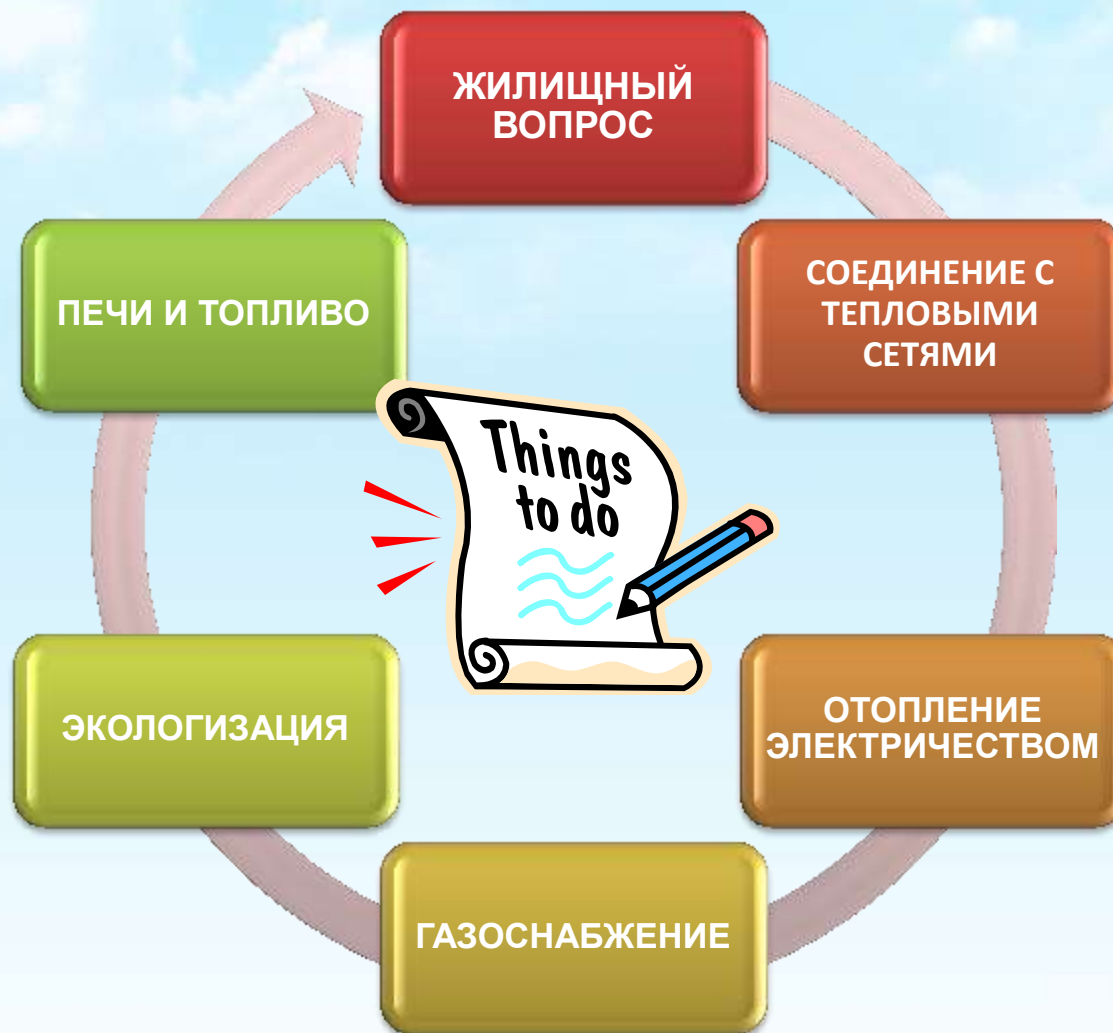 ЖИЛИЩНЫЙ
ВОПРОС
СОЕДИНЕНИЕ С
ТЕПЛОВЫМИ
СЕТЯМИ
ОТОПЛЕНИЕ
ЭЛЕКТРИЧЕСТВОМ
ГАЗОСНАБЖЕНИЕ
ЭКОЛОГИЗАЦИЯ
ПЕЧИ И ТОПЛИВО
Things
to do